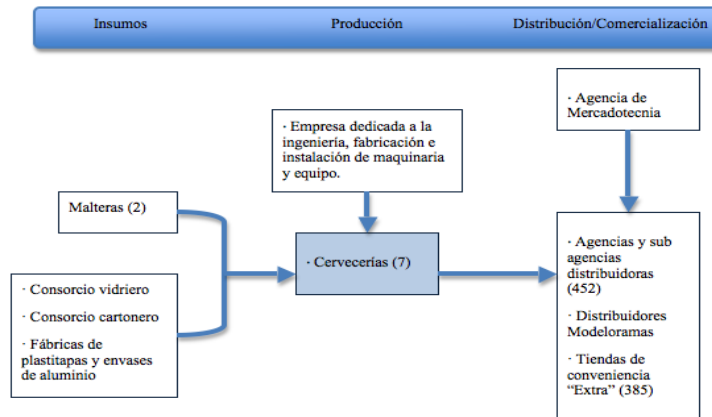 Insumos
Producción
Distribución/Comercialización
· Agencia de
Mercadotecnia
· Empresa dedicada a la
ingeniería, fabricación e
instalación de maquinaria
y equipo.
Malteras (2)
· Cervecerías (7)
· Consorcio vidriero
· Consorcio cartonero
· Fábricas de
plastitapas y envases
de aluminio
· Agencias y sub
agencias
distribuidoras
(452)
· Distribuidores
Modeloramas
· Tiendas de
conveniencia
“Extra” (385)